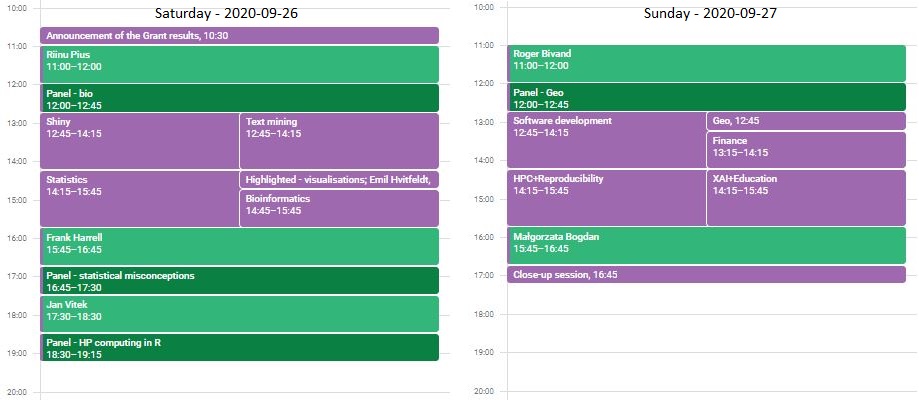 Saturday - 2020-09-26
10:00
Announcement of the Grant results, 10:30
11:00
Riinu Pius
11:00–12:00
12:00
Panel - bio
12:00–12:45
13:00
Shiny
12:45–14:15
Text mining
12:45–14:15
14:00
Statistics
14:15–15:45
Highlighted - visualisations; Emil Hvitfeldt,
Bioinformatics
14:45–15:45
15:00
16:00
Frank Harrell
15:45–16:45
17:00
Panel - statistical misconceptions
16:45–17:30
Jan Vitek
17:30–18:30
18:00
Panel - HP computing in R
18:30–19:15
19:00
20:00
Sunday - 2020-09-27
10:00
11:00
Roger Bivand
11:00–12:00
12:00
Panel - Geo
12:00–12:45
13:00
Software development
12:45–14:15
Geo, 12:45
Finance
13:15–14:15
14:00
HPC+Reproducibility
14:15–15:45
XAI+Education
14:15–15:45
15:00
16:00
Małgorzata Bogdan
15:45–16:45
17:00
Close-up session, 16:45
18:00
19:00
20:00